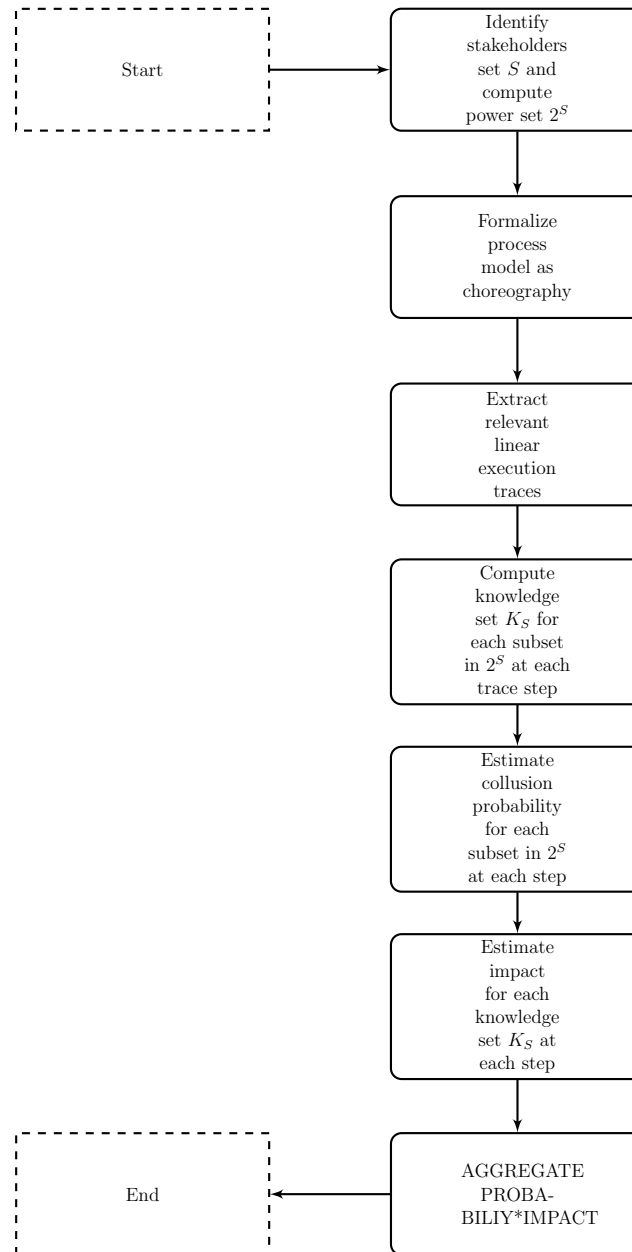 Start
Identify
stakeholders
set S and
compute
power set 2^S
Formalize
process
model as
choreography
Extract
relevant
linear
execution
traces
Compute
knowledge
set K_S for
each subset
in 2^S at each
trace step
Estimate
collusion
probability
for each
subset in 2^S
at each step
Estimate
impact
for each
knowledge
set K_S at
each step
AGGREGATE
PROBA-
BILIY*IMPACT
End